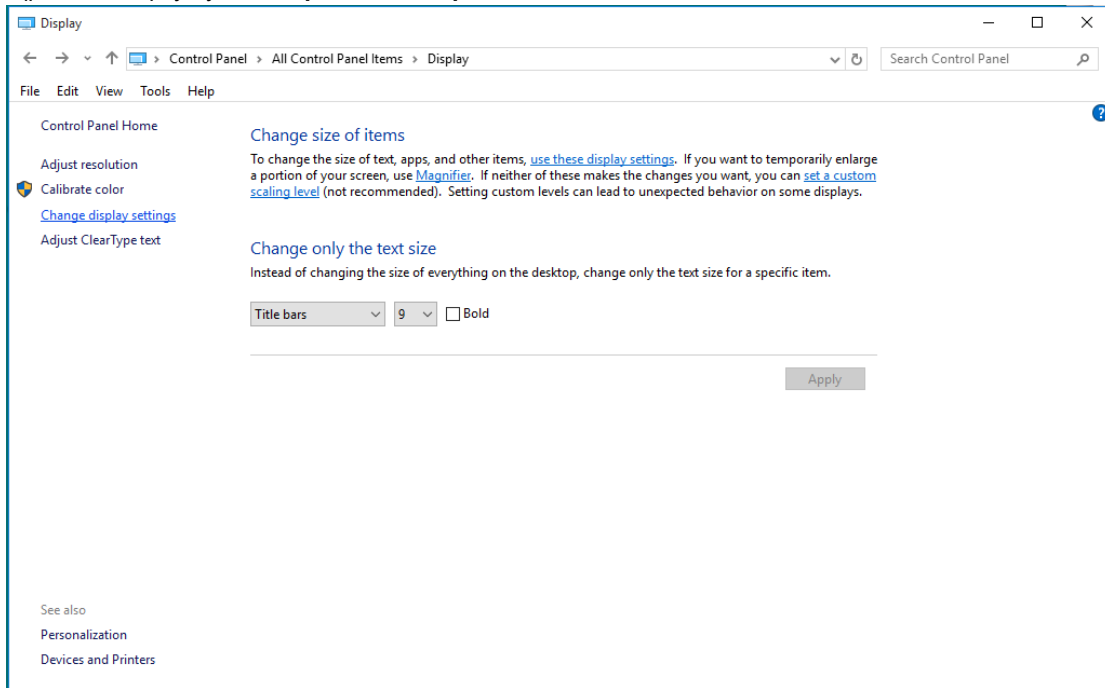 Display
Control Panel > All Control Panel Items > Display
Search Control Panel
File Edit View Tools Help
Control Panel Home
Adjust resolution
Calibrate color
Change display settings
Adjust ClearType text
Change size of items
To change the size of text, apps, and other items, use these display settings. If you want to temporarily enlarge
a portion of your screen, use Magnifier. If neither of these makes the changes you want, you can set a custom
scaling level (not recommended). Setting custom levels can lead to unexpected behavior on some displays.
Change only the text size
Instead of changing the size of everything on the desktop, change only the text size for a specific item.
Title bars 9 Bold
Apply
See also
Personalization
Devices and Printers